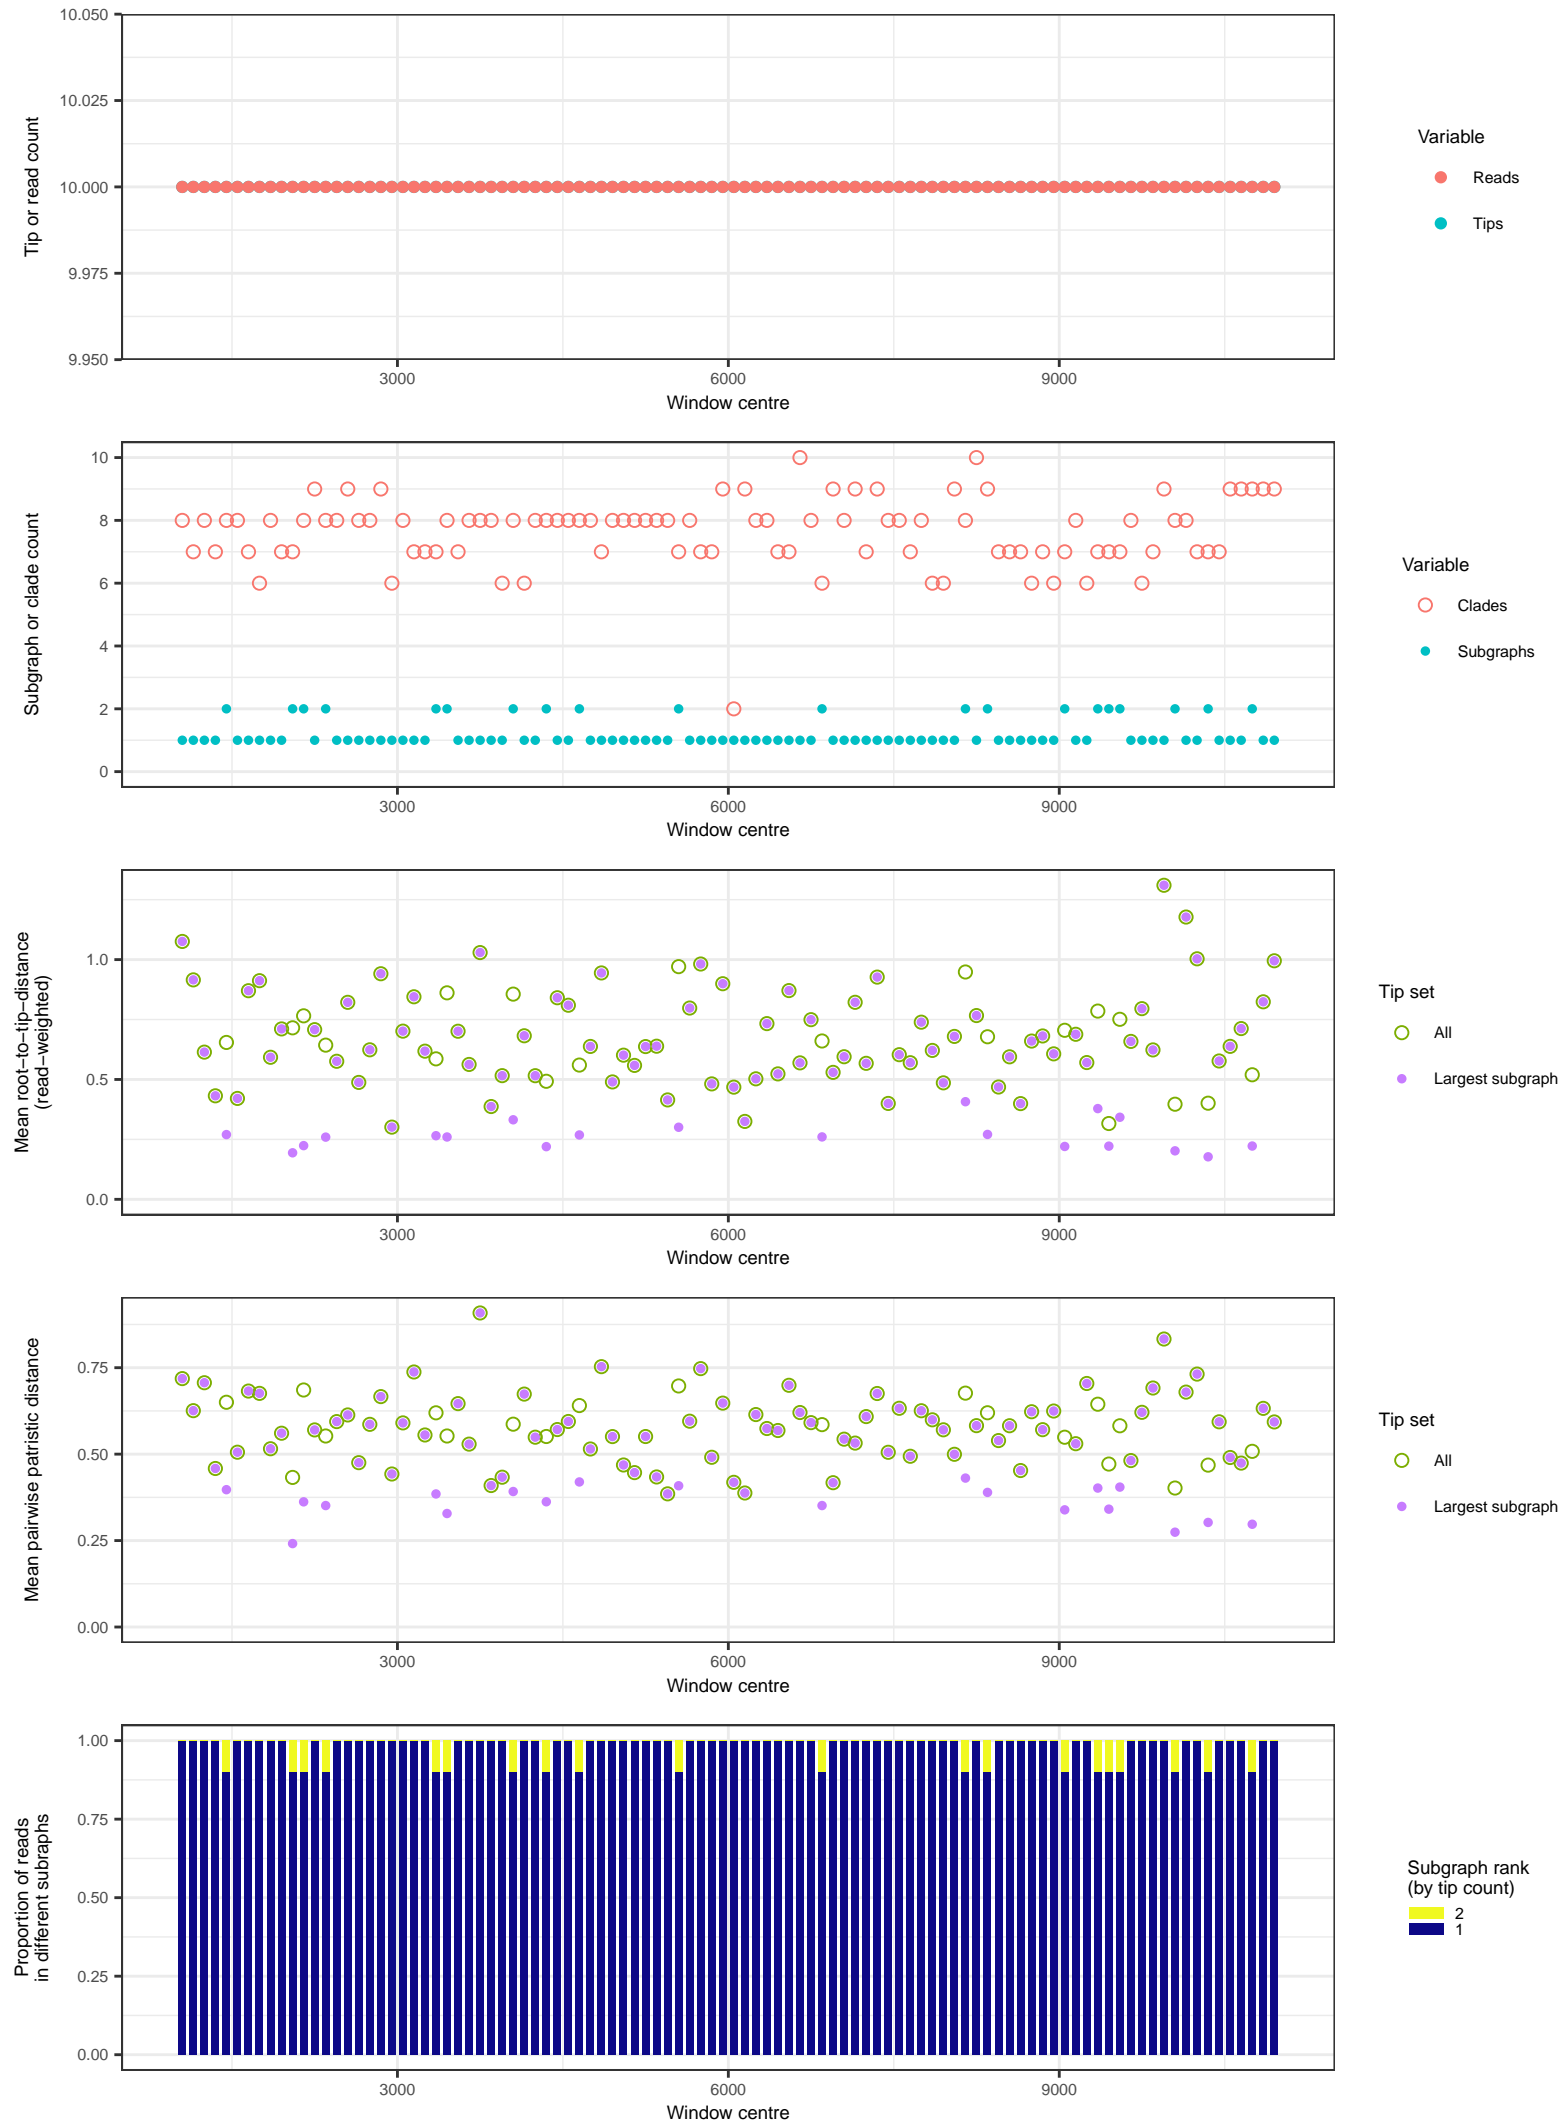 10.050
10.025
10.000
9.975
9.950
Tip or read count
3000
6000
9000
Window centre
Variable
Reads
Tips
10
8
6
4
2
0
Subgraph or clade count
3000
6000
9000
Window centre
Variable
Clades
Subgraphs
1.0
0.5
0.0
Mean root−to−tip−distance
(read−weighted)
3000
6000
9000
Window centre
Tip set
All
Largest subgraph
0.75
0.50
0.25
0.00
Mean pairwise patristic distance
3000
6000
9000
Window centre
Tip set
All
Largest subgraph
1.00
0.75
0.50
0.25
0.00
Proportion of reads
in different subraphs
3000
6000
9000
Window centre
Subgraph rank
(by tip count)
2
1